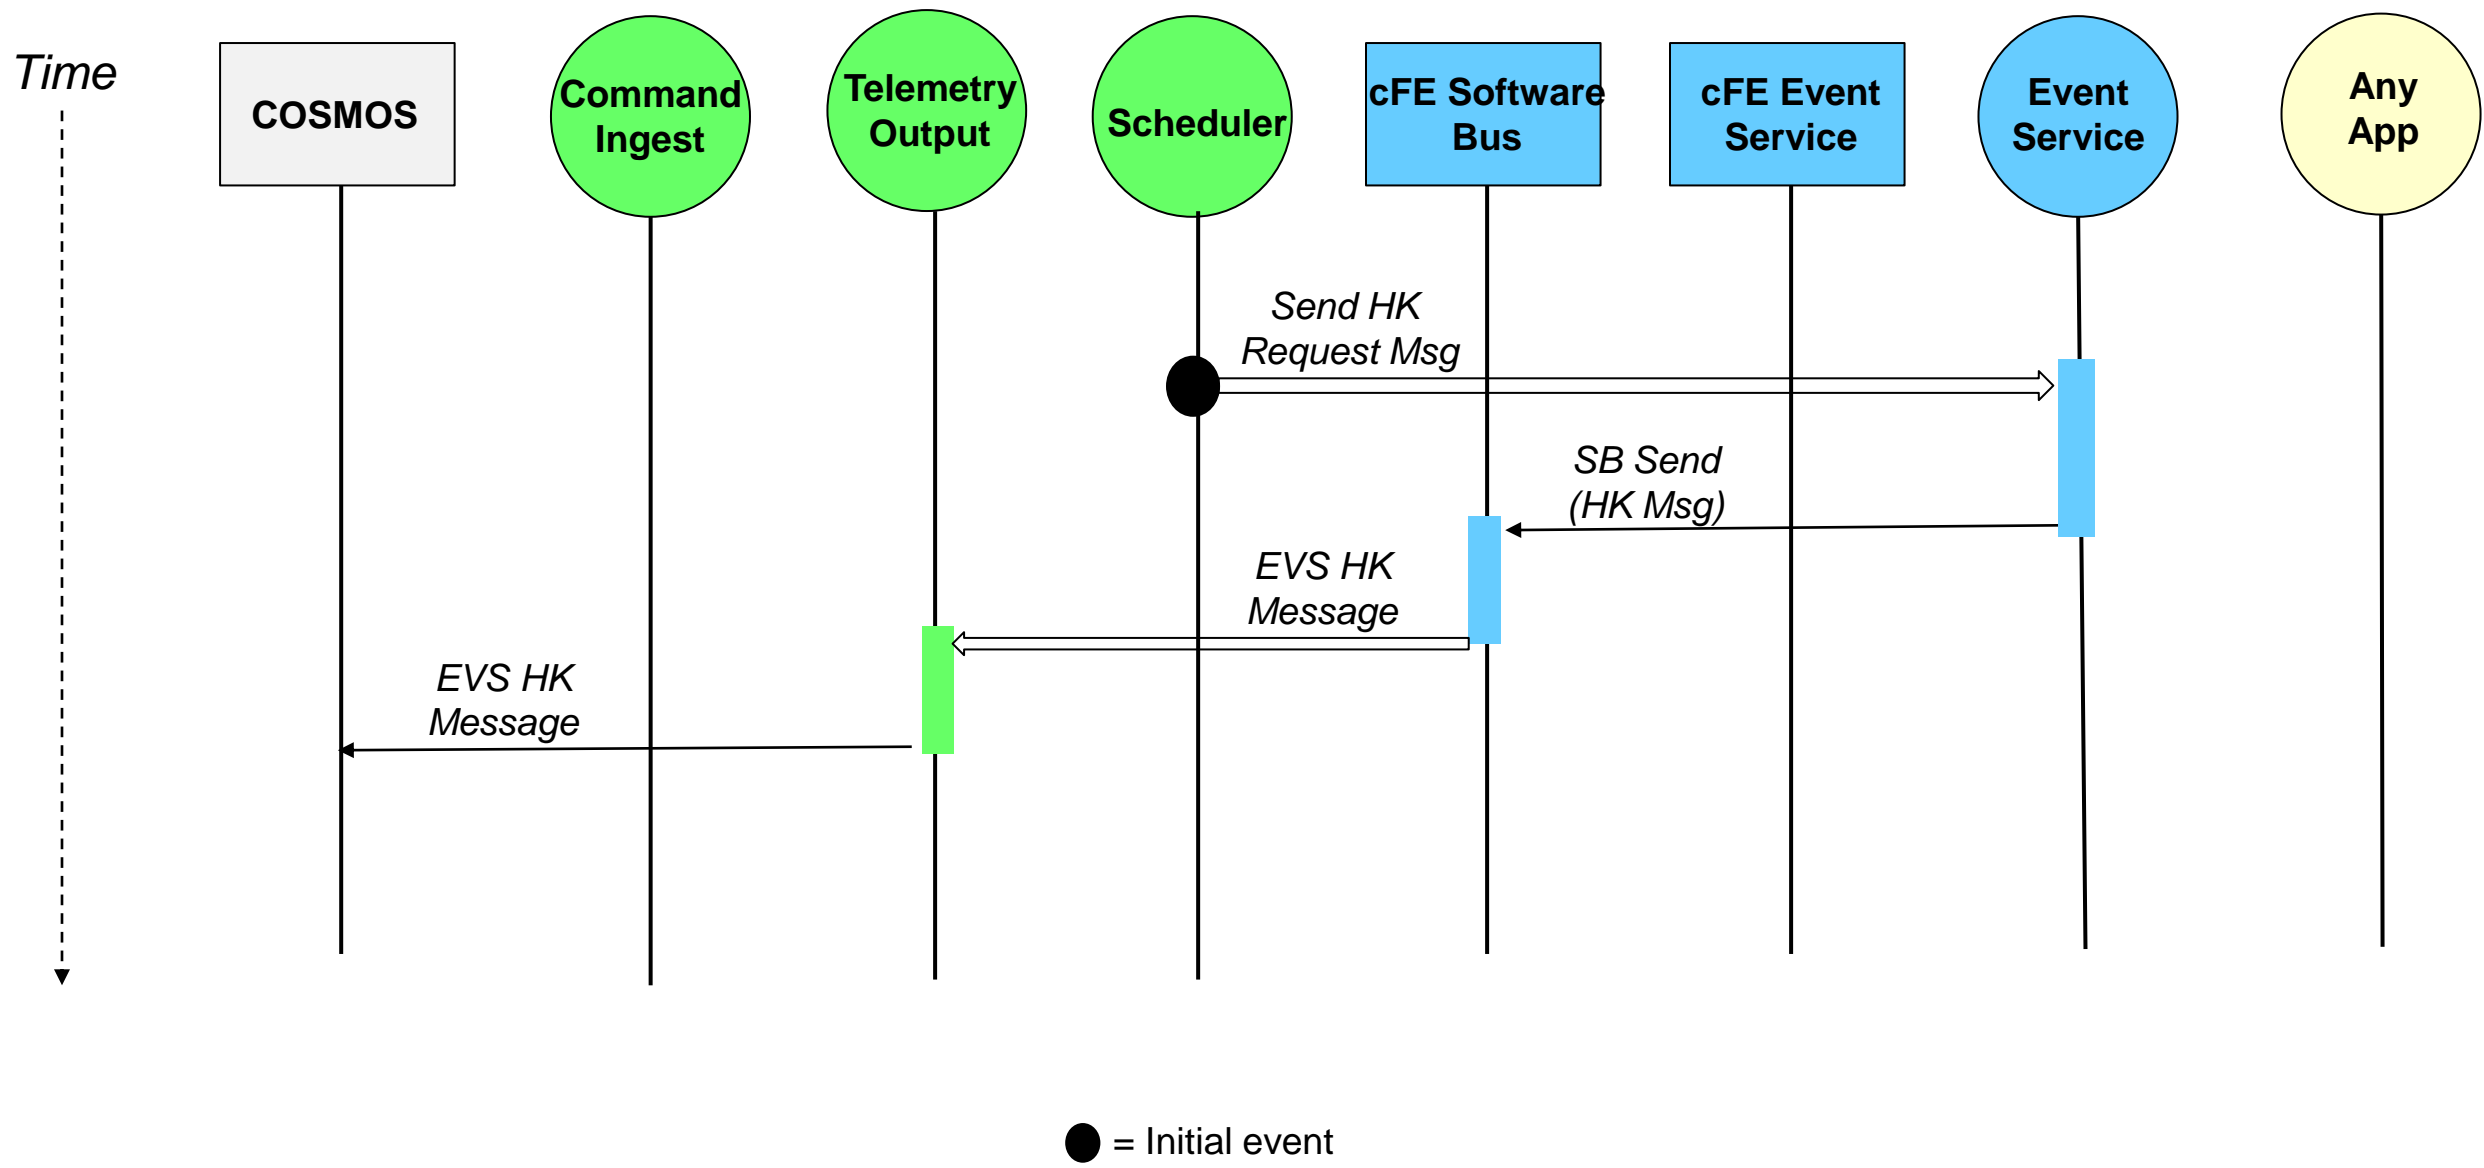 Time
COSMOS
Command
Ingest
Telemetry
Output
Scheduler
cFE Software
Bus
cFE Event
Service
Event
Service
Any
App
Send HK
Request Msg
SB Send
(HK Msg)
EVS HK
Message
EVS HK
Message
= Initial event